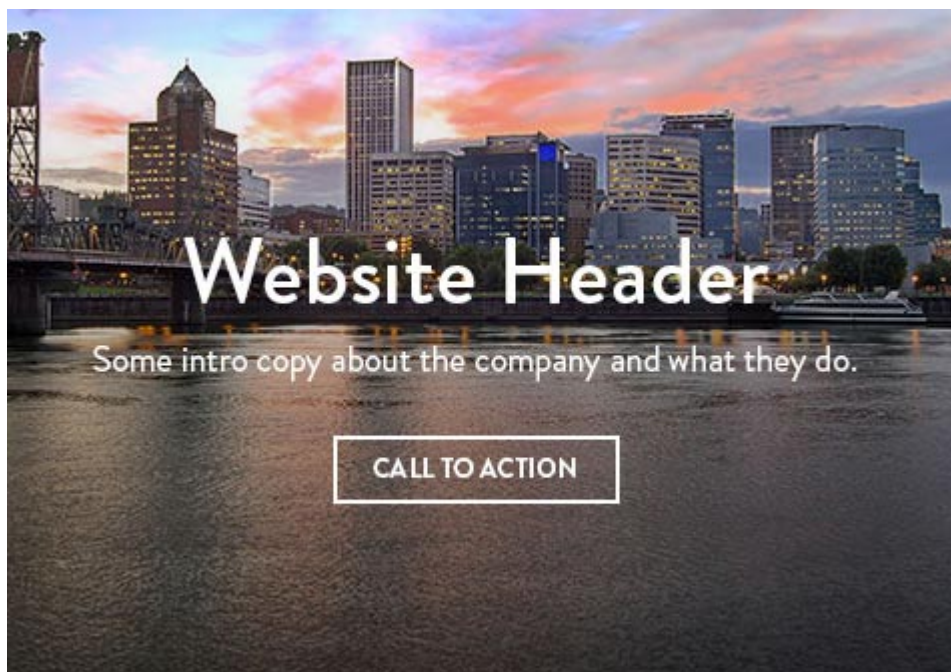 Website Header
Some intro copy about the company and what they do.
CALL TO ACTION